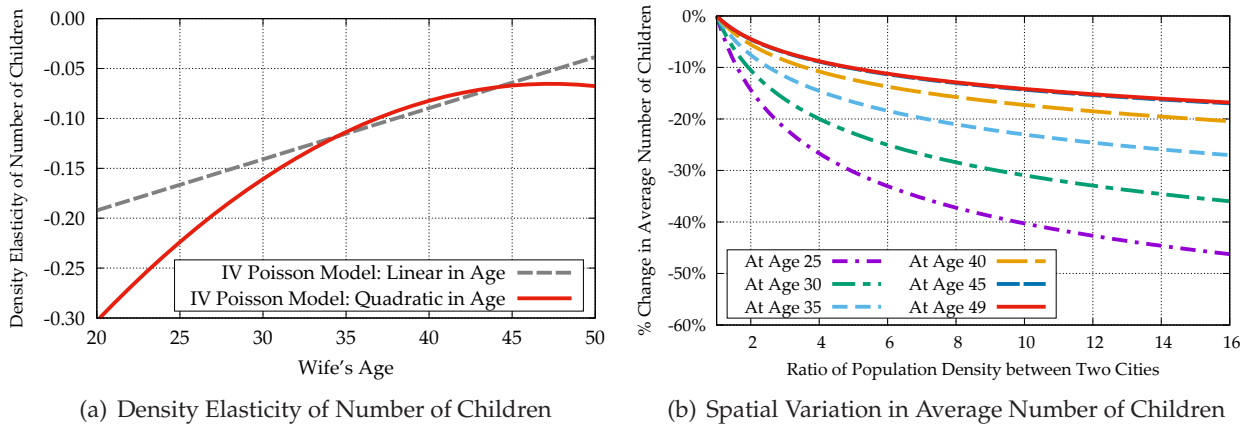 Density Elasticity of Number of Children
0.00
-0.05
-0.10
-0.15
-0.20
-0.25
-0.30
20
25
30
35
40
45
50
Wife's Age
IV Poisson Model: Linear in Age
IV Poisson Model: Quadratic in Age
(a) Density Elasticity of Number of Children
% Change in Average Number of Children
0%
-10%
-20%
-30%
-40%
-50%
-60%
2
4
6
8
10
12
14
16
Ratio of Population Density between Two Cities
At Age 25
At Age 30
At Age 35
At Age 40
At Age 45
At Age 49
(b) Spatial Variation in Average Number of Children